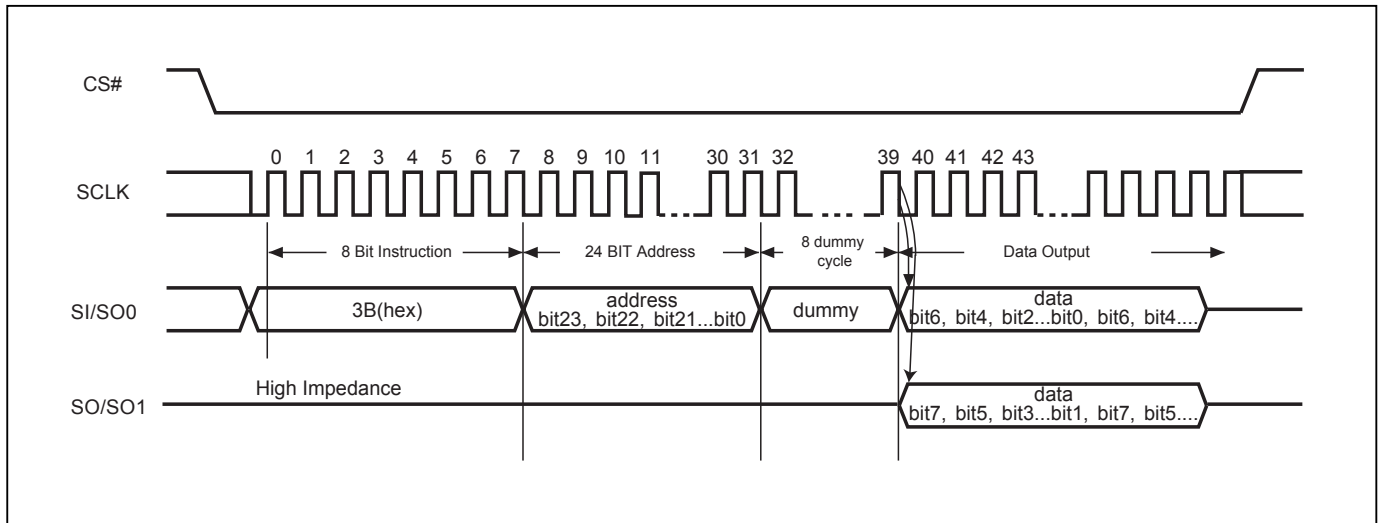 CS#
0 1 2 3 4 5 6 7 8 9 10 11 30 31 32 39 40 41 42 43
SCLK
8 Bit Instruction 24 BIT Address 8 dummy Data Output
cycle
SI/SO0 3B(hex) address dummy data
bit23, bit22, bit21...bit0 bit6, bit4, bit2...bit0, bit6, bit4....
High Impedance
SO/SO1 data
bit7, bit5, bit3...bit1, bit7, bit5....